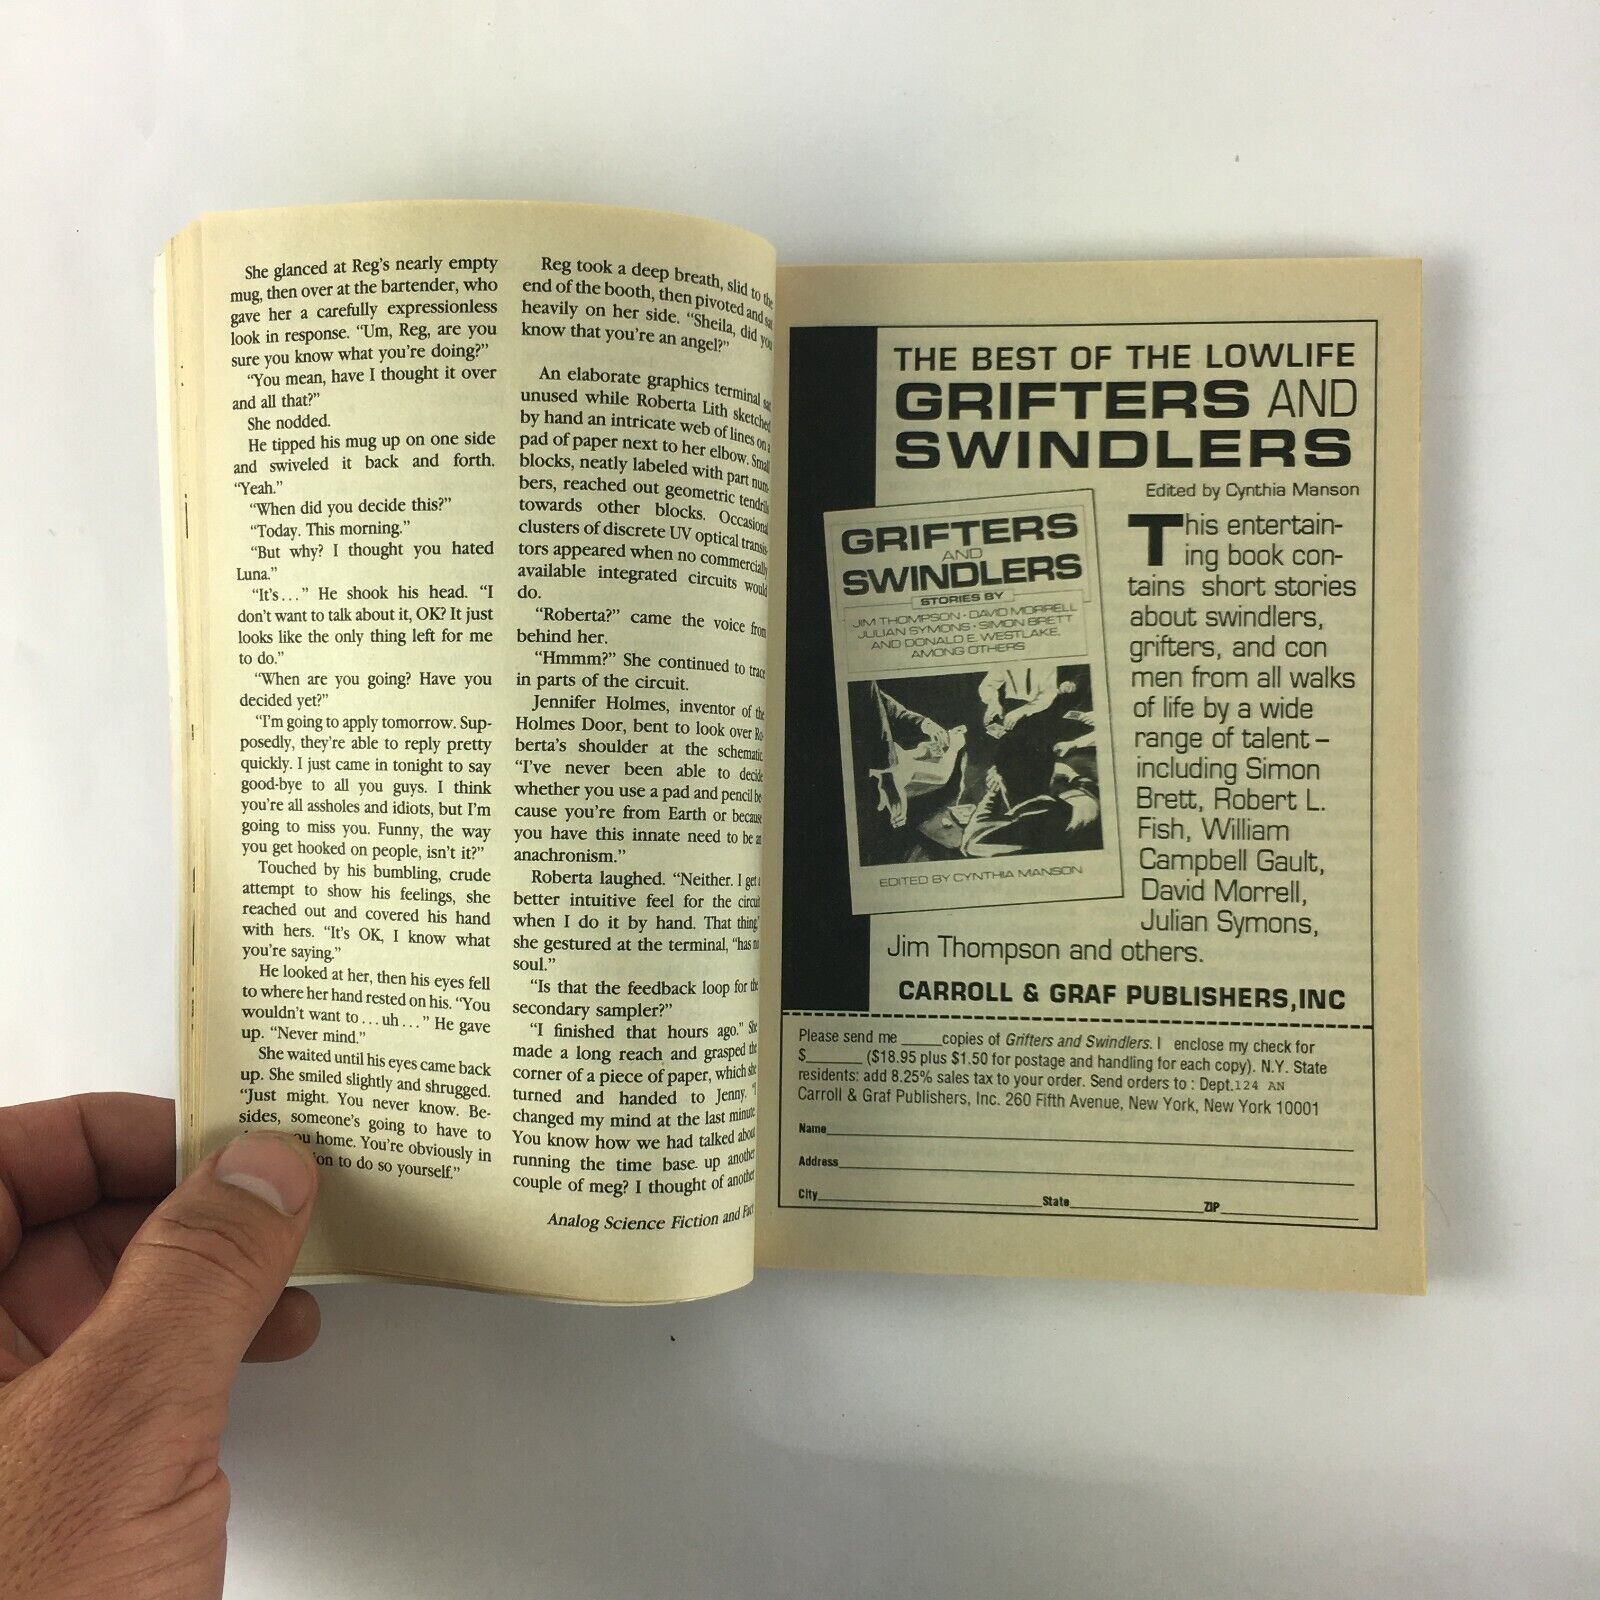 She glanced at Reg's nearly empty
mug, then over at the bartender, who
gave her a carefully expressionless
look in response. "Um, Reg, are you
sure you know what you're doing?"
"You mean, have I thought it over
and all that?"
She nodded.
He tipped his mug up on one side
and swiveled it back and forth.
"Yeah."
"When did you decide this?"
"Today. This morning."
"But why? I thought you hated
Luna."
"It's..." He shook his head. "I
don't want to talk about it, OK? It just
looks like the only thing left for me
to do."
"When are you going? Have you
decided yet?"
"I'm going to apply tomorrow. Sup-
posedly, they're able to reply pretty
quickly. I just came in tonight to say
good-bye to all you guys. I think
you're all assholes and idiots, but I'm
going to miss you. Funny, the way
you get hooked on people, isn't it?"
Touched by his bumbling, crude
attempt to show his feelings, she
reached out and covered his hand
with hers. "It's OK, I know what
you're saying."
He looked at her, then his eyes fell
to where her hand rested on his. "You
wouldn't want to...uh..." He gave
up. "Never mind."
She waited until his eyes came back
up. She smiled slightly and shrugged.
"Just might. You never know. Be-
sides, someone's going to have to
home. You're obviously in
to do so yourself."
Reg took a deep breath, slid to the
end of the booth, then pivoted and sat
heavily on her side. "Sheila, did you
know that you're an angel?"
An elaborate graphics terminal sat
unused while Roberta Lith sketched
by hand an intricate web of lines on a
pad of paper next to her elbow. Small
blocks, neatly labeled with part num-
bers, reached out geometric tendrils
towards other blocks. Occasional
clusters of discrete UV optical transis-
tors appeared when no commercially
available integrated circuits would
do.
"Roberta?" came the voice from
behind her.
"Hmmm?" She continued to trace
in parts of the circuit.
Jennifer Holmes, inventor of the
Holmes Door, bent to look over Ro-
berta's shoulder at the schematic.
"I've never been able to decide
whether you use a pad and pencil be-
cause you're from Earth or because
you have this innate need to be an
anachronism."
Roberta laughed. "Neither. I get a
better intuitive feel for the circuit
when I do it by hand. That thing,"
she gestured at the terminal, "has no
soul."
"Is that the feedback loop for the
secondary sampler?"
"I finished that hours ago." She
made a long reach and grasped the
corner of a piece of paper, which she
turned and handed to Jenny. "I
changed my mind at the last minute.
You know how we had talked about
running the time base up another
couple of meg? I thought of another
Analog Science Fiction and Fact
THE BEST OF THE LOWLIFE
GRIFTERS AND
SWINDLERS
Edited by Cynthia Manson
GRIFTERS
AND
SWINDLERS
STORIES BY
JIM THOMPSON · DAVID MORRELL
JULIAN SYMONS · SIMON BRETT
AND DONALD E. WESTLAKE,
AMONG OTHERS
EDITED BY CYNTHIA MANSON
This entertain-
ing book con-
tains short stories
about swindlers,
grifters, and con
men from all walks
of life by a wide
range of talent –
including Simon
Brett, Robert L.
Fish, William
Campbell Gault,
David Morrell,
Julian Symons,
Jim Thompson and others.
CARROLL & GRAF PUBLISHERS, INC
Please send me _____copies of Grifters and Swindlers. I enclose my check for
$______ ($18.95 plus $1.50 for postage and handling for each copy). N.Y. State
residents: add 8.25% sales tax to your order. Send orders to : Dept.124 AN
Carroll & Graf Publishers, Inc. 260 Fifth Avenue, New York, New York 10001
Name
Address
City State ZIP